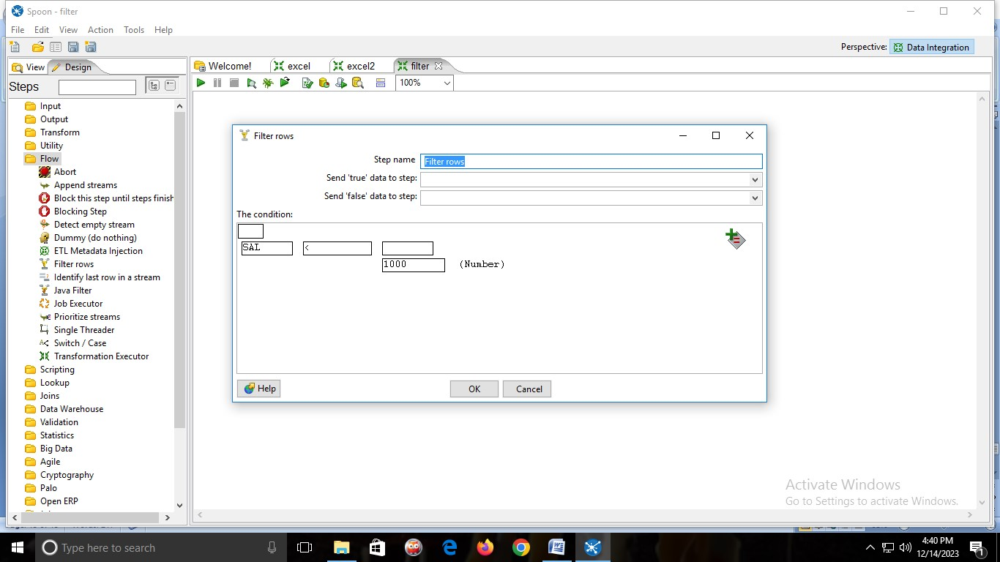 Spoon - filter
File Edit View Action Tools Help
Perspective: Data Integration
View Design
Welcome! excel excel2 filter
Steps
100%
Input
Output
Transform
Utility
Flow
Abort
Append streams
Block this step until steps finish
Blocking Step
Detect empty stream
Dummy (do nothing)
ETL Metadata Injection
Filter rows
Identify last row in a stream
Java Filter
Job Executor
Prioritize streams
Single Threader
Switch / Case
Transformation Executor
Scripting
Lookup
Joins
Data Warehouse
Validation
Statistics
Big Data
Agile
Cryptography
Palo
Open ERP
Filter rows
Step name Filter rows
Send 'true' data to step:
Send 'false' data to step:
The condition:
SAL <
1000 (Number)
Help OK Cancel
Activate Windows
Go to Settings to activate Windows.
Type here to search
4:40 PM
12/14/2023
1